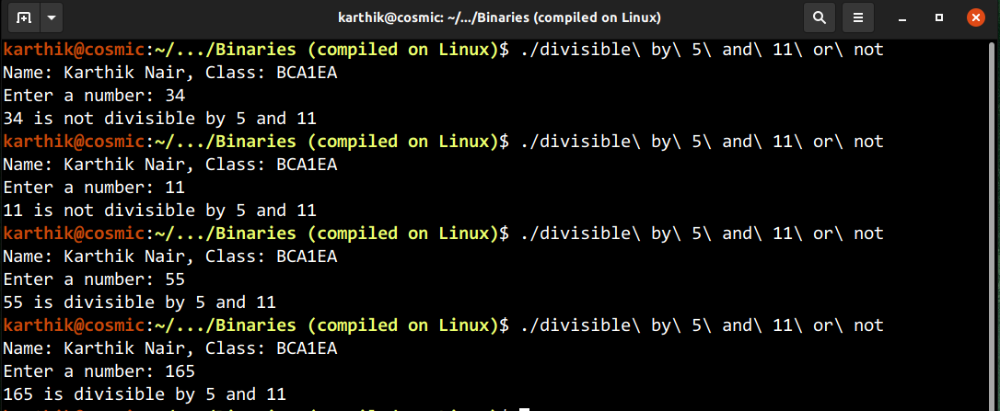 karthik@cosmic: ~/.../Binaries (compiled on Linux)
karthik@cosmic:~/.../Binaries (compiled on Linux)$ ./divisible\ by\ 5\ and\ 11\ or\ not
Name: Karthik Nair, Class: BCA1EA
Enter a number: 34
34 is not divisible by 5 and 11
karthik@cosmic:~/.../Binaries (compiled on Linux)$ ./divisible\ by\ 5\ and\ 11\ or\ not
Name: Karthik Nair, Class: BCA1EA
Enter a number: 11
11 is not divisible by 5 and 11
karthik@cosmic:~/.../Binaries (compiled on Linux)$ ./divisible\ by\ 5\ and\ 11\ or\ not
Name: Karthik Nair, Class: BCA1EA
Enter a number: 55
55 is divisible by 5 and 11
karthik@cosmic:~/.../Binaries (compiled on Linux)$ ./divisible\ by\ 5\ and\ 11\ or\ not
Name: Karthik Nair, Class: BCA1EA
Enter a number: 165
165 is divisible by 5 and 11